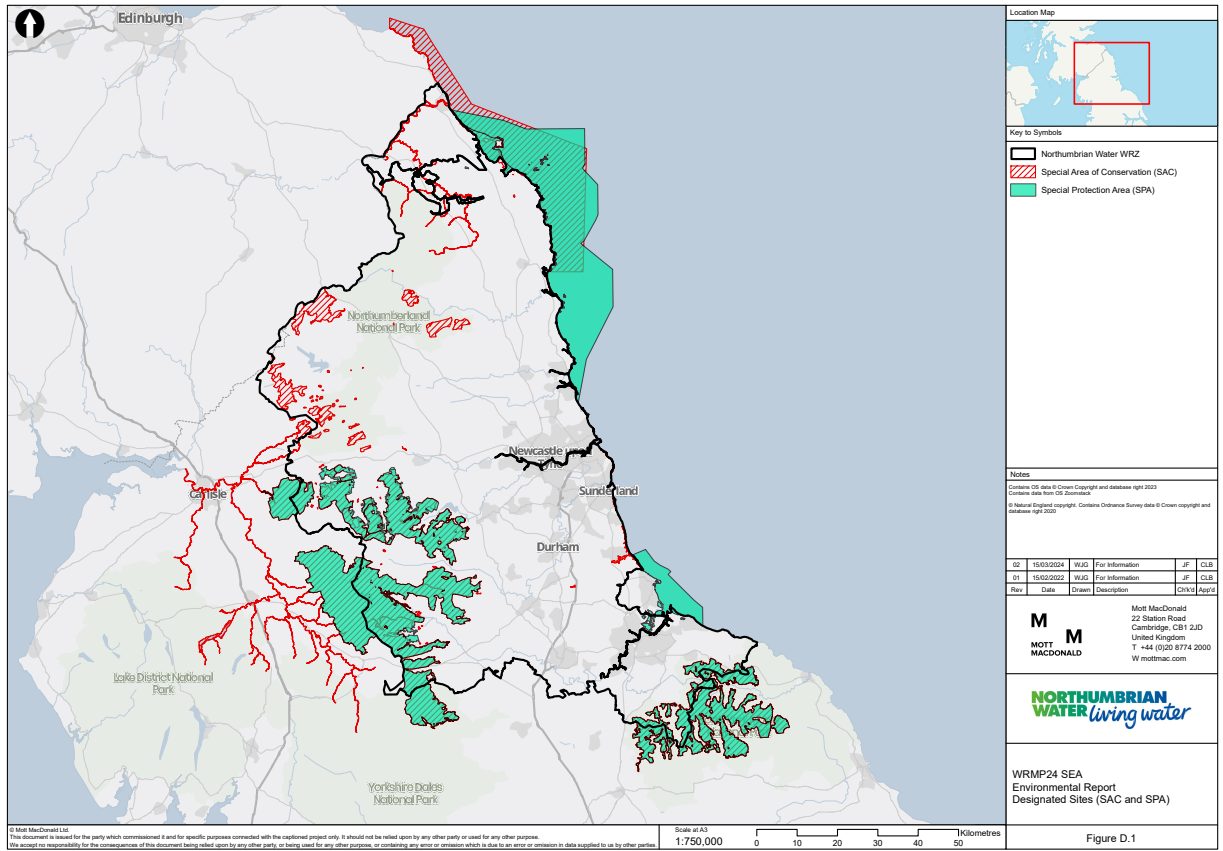 Edinburgh
Northumberland
National Park
Newcastle upon
Tyne
Carlisle
Sunderland
Durham
Lake District National
Park
Yorkshire Dales
National Park
Location Map
Key to Symbols
Northumbrian Water WRZ
Special Area of Conservation (SAC)
Special Protection Area (SPA)
Notes
Contains OS data © Crown Copyright and database right 2023
Contains data from OS Zoomstack
© Natural England copyright. Contains Ordnance Survey data © Crown copyright and
database right 2020
02 15/03/2024 WJG For Information JF CLB
01 15/02/2022 WJG For Information JF CLB
Rev Date Drawn Description Ch'k'd App'd
M
M
MOTT
MACDONALD
Mott MacDonald
22 Station Road
Cambridge, CB1 2JD
United Kingdom
T +44 (0)20 8774 2000
W mottmac.com
NORTHUMBRIAN
WATER living water
WRMP24 SEA
Environmental Report
Designated Sites (SAC and SPA)
Figure D.1
© Mott MacDonald Ltd.
This document is issued for the party which commissioned it and for specific purposes connected with the captioned project only. It should not be relied upon by any other party or used for any other purpose.
We accept no responsibility for the consequences of this document being relied upon by any other party, or being used for any other purpose, or containing any error or omission which is due to an error or omission in data supplied to us by other parties.
Scale at A3
1:750,000
0 10 20 30 40 50
Kilometres